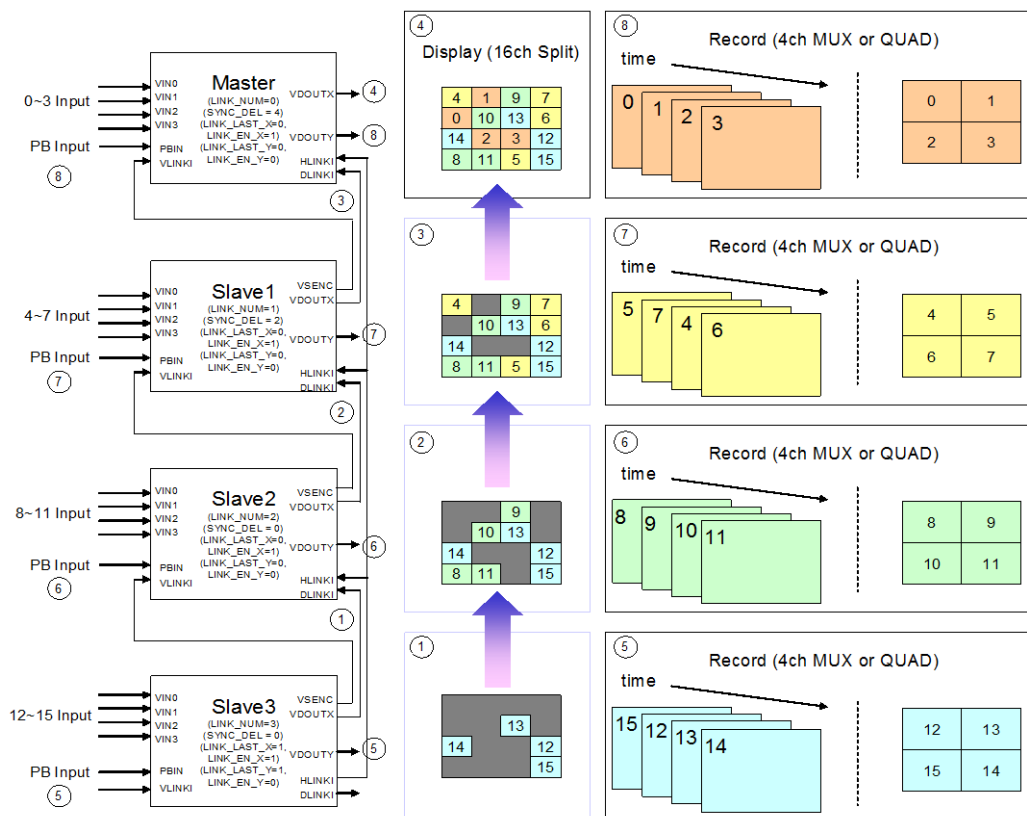 0~3 Input
PB Input
8
VIN0
VIN1
VIN2
VIN3
PBIN
VLINKI
Master
(LINK_NUM=0)
(SYNC_DEL = 4)
(LINK_LAST_X=0,
LINK_EN_X=1)
(LINK_LAST_Y=0,
LINK_EN_Y=0)
VDOUTX
VDOUTY
HLINKI
DLINKI
4
8
3
4~7 Input
PB Input
7
VIN0
VIN1
VIN2
VIN3
PBIN
VLINKI
Slave1
(LINK_NUM=1)
(SYNC_DEL = 2)
(LINK_LAST_X=0,
LINK_EN_X=1)
(LINK_LAST_Y=0,
LINK_EN_Y=0)
VSENC
VDOUTX
VDOUTY
HLINKI
DLINKI
7
2
8~11 Input
PB Input
6
VIN0
VIN1
VIN2
VIN3
PBIN
VLINKI
Slave2
(LINK_NUM=2)
(SYNC_DEL = 0)
(LINK_LAST_X=0,
LINK_EN_X=1)
(LINK_LAST_Y=0,
LINK_EN_Y=0)
VSENC
VDOUTX
VDOUTY
HLINKI
DLINKI
6
1
12~15 Input
PB Input
5
VIN0
VIN1
VIN2
VIN3
PBIN
VLINKI
Slave3
(LINK_NUM=3)
(SYNC_DEL = 0)
(LINK_LAST_X=1,
LINK_EN_X=1)
(LINK_LAST_Y=1,
LINK_EN_Y=0)
VSENC
VDOUTX
VDOUTY
HLINKI
DLINKI
5
4
Display (16ch Split)
4 1 9 7
0 10 13 6
14 2 3 12
8 11 5 15
3
4 9 7
10 13 6
14 12
8 11 5 15
2
9
10 13
14 12
8 11 15
1
13
14 12
15
8
Record (4ch MUX or QUAD)
time
0 1 2 3
0 1
2 3
7
Record (4ch MUX or QUAD)
time
5 7 4 6
4 5
6 7
6
Record (4ch MUX or QUAD)
time
8 9 10 11
8 9
10 11
5
Record (4ch MUX or QUAD)
time
15 12 13 14
12 13
15 14